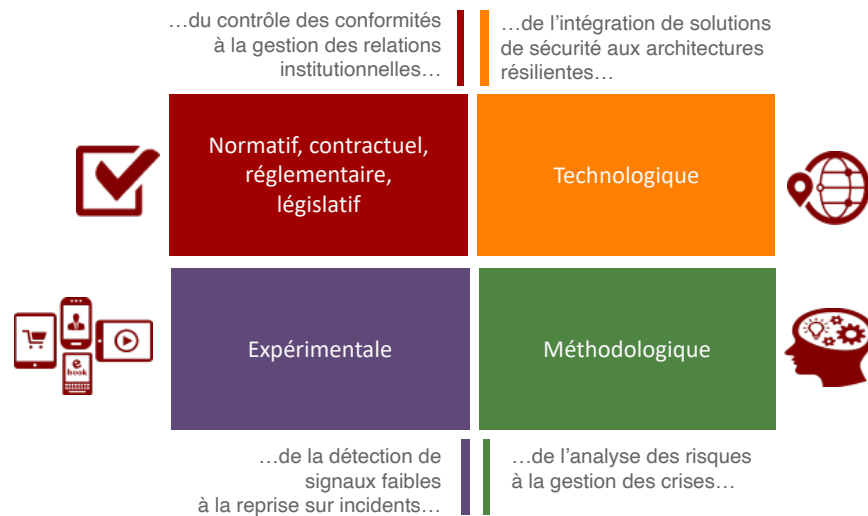 …du contrôle des conformités
à la gestion des relations
institutionnelles…
…de l'intégration de solutions
de sécurité aux architectures
résilientes…
Normatif, contractuel,
réglementaire,
législatif
Technologique
Expérimentale
Méthodologique
e
book
…de la détection de
signaux faibles
à la reprise sur incidents…
…de l'analyse des risques
à la gestion des crises…